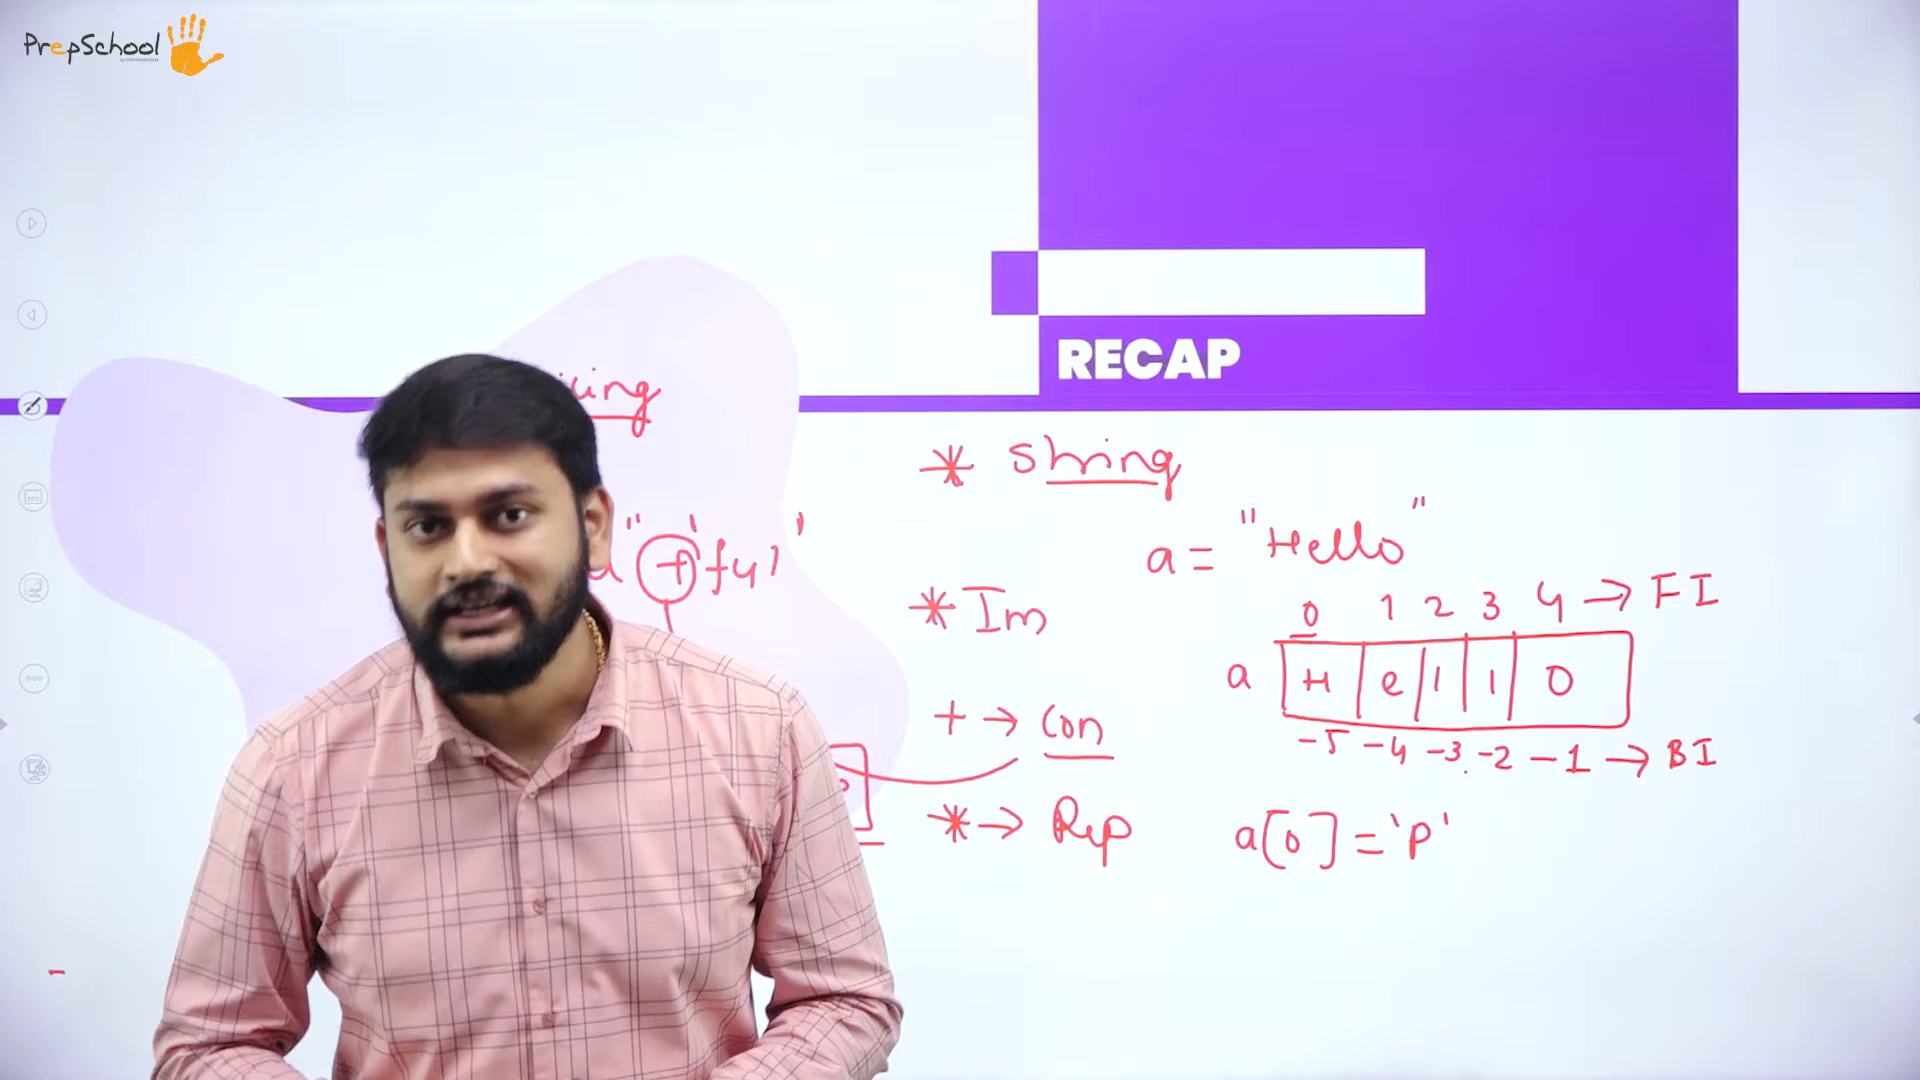 PrepSchool
RECAP
* String
a = "Hello"
* Im
0 1 2 3 4 → FI
a H e l l o
-5 -4 -3 -2 -1 → BI
+ → Con
* → Rep
a[0] = 'P'
+ 'ful'